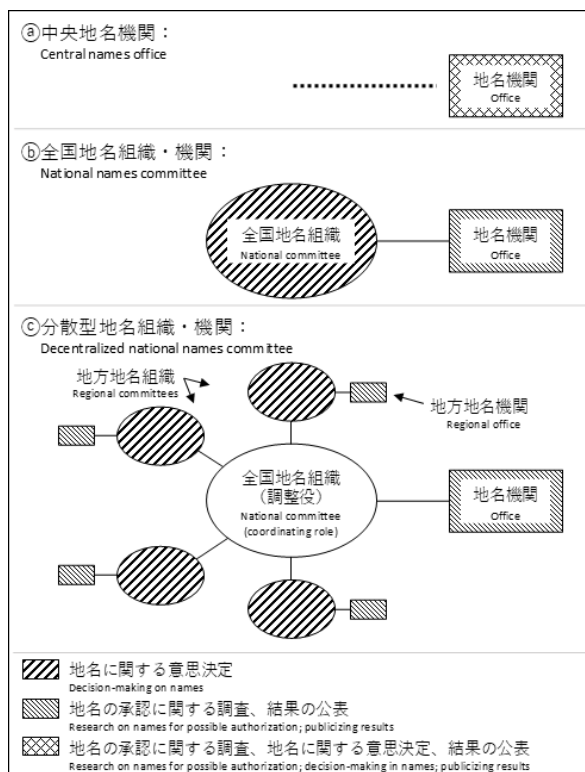 ⓐ中央地名機関：
Central names office
地名機関
Office
ⓑ全国地名組織・機関：
National names committee
全国地名組織
National committee
地名機関
Office
ⓒ分散型地名組織・機関：
Decentralized national names committee
地方地名組織
Regional committees
地方地名機関
Regional office
全国地名組織
（調整役）
National committee
(coordinating role)
地名機関
Office
地名に関する意思決定
Decision-making on names
地名の承認に関する調査、結果の公表
Research on names for possible authorization; publicizing results
地名の承認に関する調査、地名に関する意思決定、結果の公表
Research on names for possible authorization; decision-making in names; publicizing results